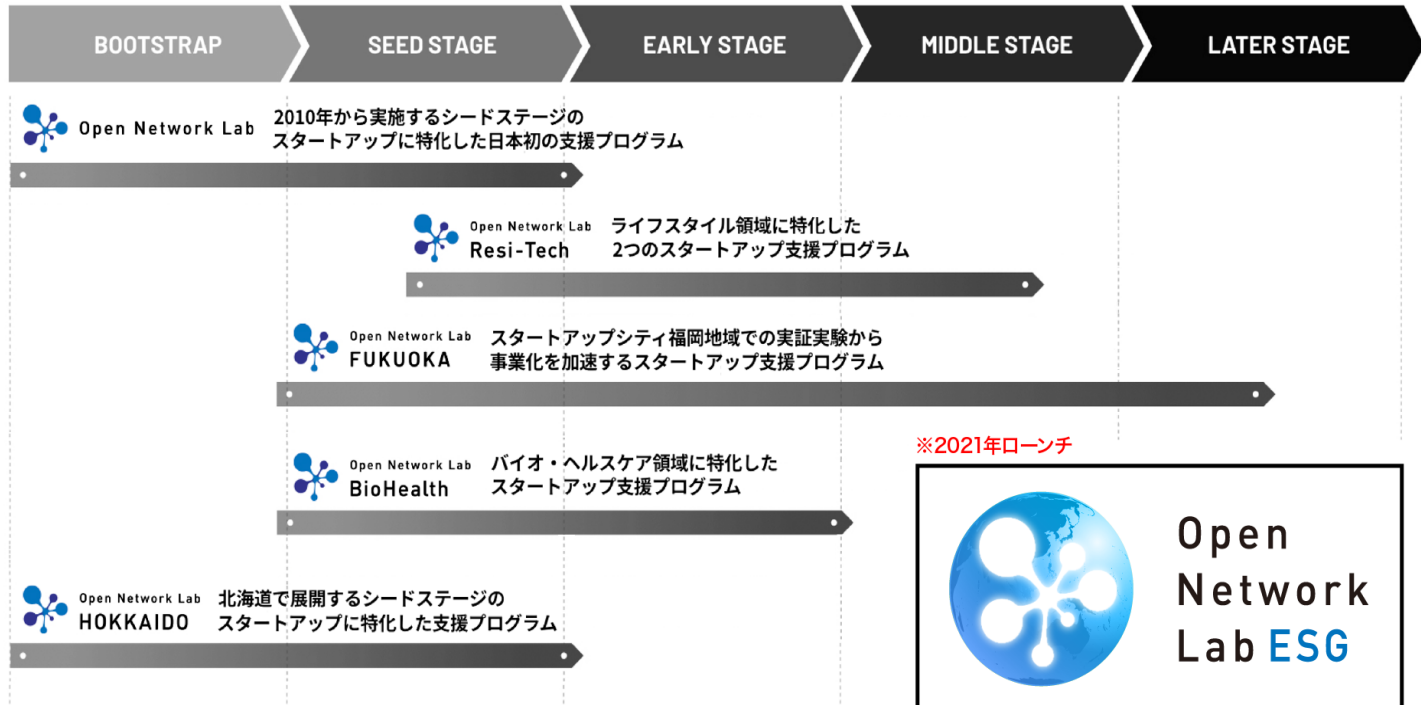 BOOTSTRAP
SEED STAGE
EARLY STAGE
MIDDLE STAGE
LATER STAGE
Open Network Lab
2010年から実施するシードステージの
スタートアップに特化した日本初の支援プログラム
Open Network Lab
Resi-Tech
ライフスタイル領域に特化した
2つのスタートアップ支援プログラム
Open Network Lab
FUKUOKA
スタートアップシティ福岡地域での実証実験から
事業化を加速するスタートアップ支援プログラム
※2021年ローンチ
Open Network Lab
BioHealth
バイオ・ヘルスケア領域に特化した
スタートアップ支援プログラム
Open
Network
Lab ESG
Open Network Lab
HOKKAIDO
北海道で展開するシードステージの
スタートアップに特化した支援プログラム